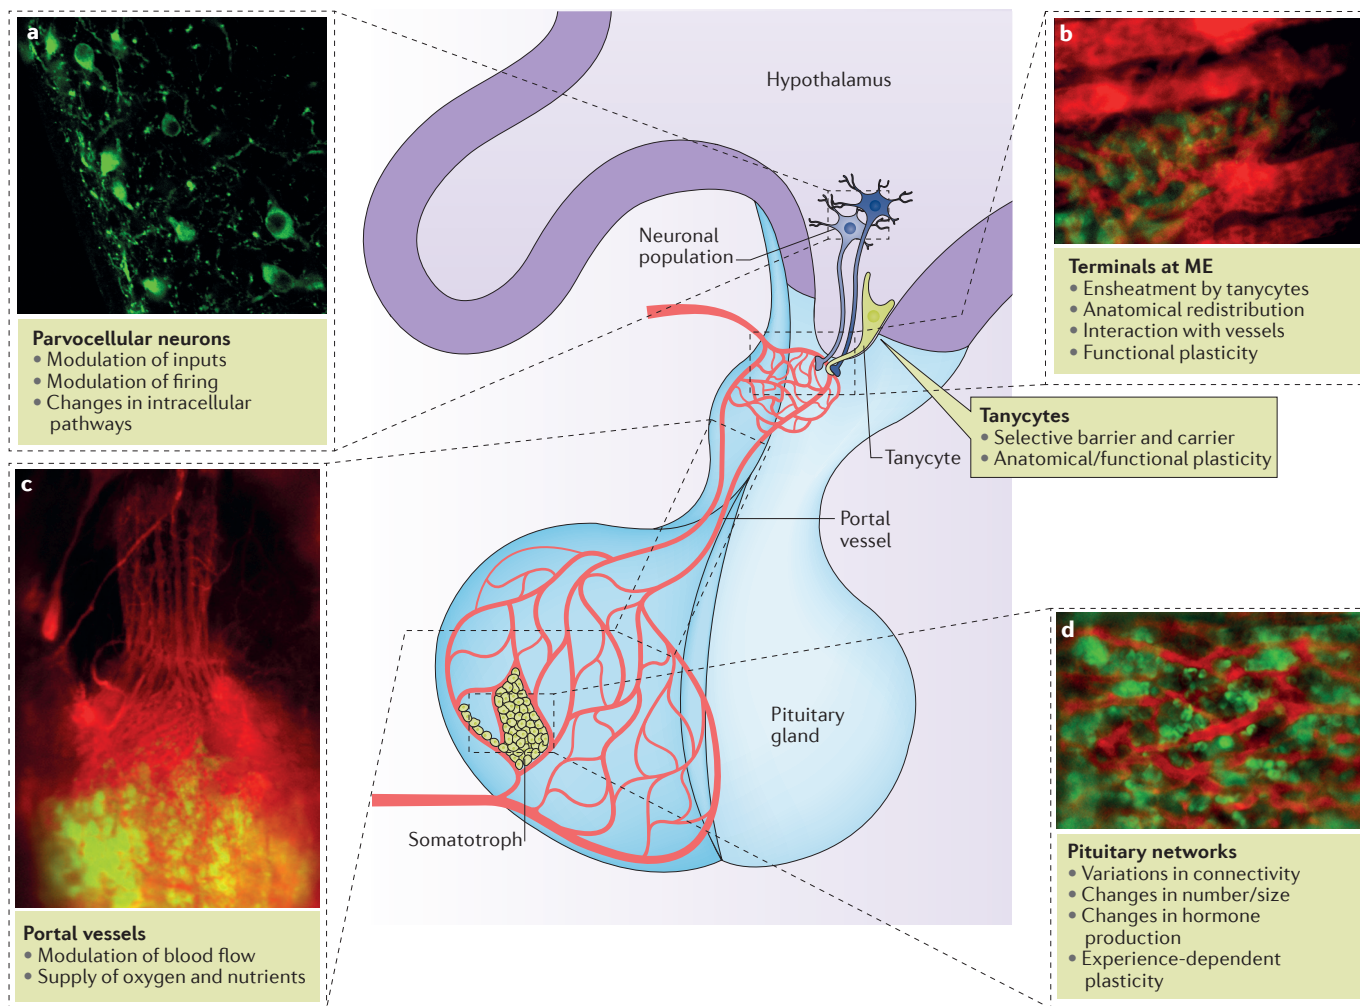 a
Parvocellular neurons
• Modulation of inputs
• Modulation of firing
• Changes in intracellular
pathways
Hypothalamus
Neuronal
population
b
Terminals at ME
• Ensheatment by tanycytes
• Anatomical redistribution
• Interaction with vessels
• Functional plasticity
Tanycytes
• Selective barrier and carrier
• Anatomical/functional plasticity
Tanycyte
Portal
vessel
c
Portal vessels
• Modulation of blood flow
• Supply of oxygen and nutrients
Pituitary
gland
Somatotroph
d
Pituitary networks
• Variations in connectivity
• Changes in number/size
• Changes in hormone
production
• Experience-dependent
plasticity